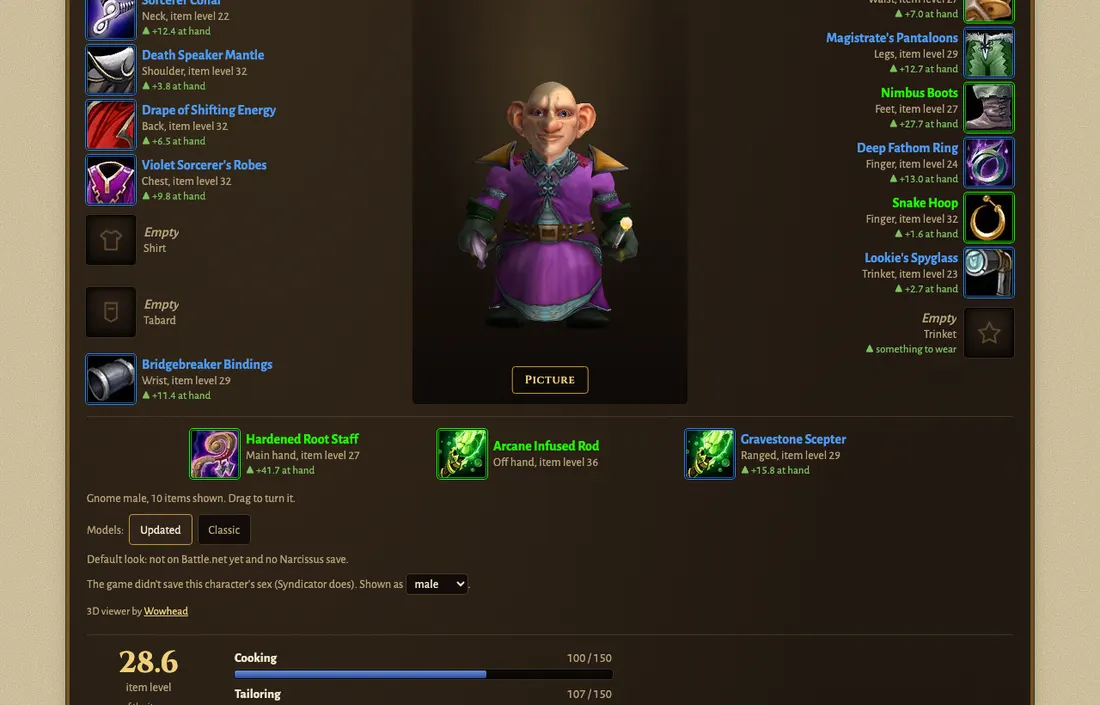 Sorcerer Collar
Neck, item level 22
+12.4 at hand
Death Speaker Mantle
Shoulder, item level 32
+3.8 at hand
Drape of Shifting Energy
Back, item level 32
+6.5 at hand
Violet Sorcerer's Robes
Chest, item level 32
+9.8 at hand
Empty
Shirt
Empty
Tabard
Bridgebreaker Bindings
Wrist, item level 29
+11.4 at hand
+7.0 at hand
Magistrate's Pantaloons
Legs, item level 29
+12.7 at hand
Nimbus Boots
Feet, item level 27
+27.7 at hand
Deep Fathom Ring
Finger, item level 24
+13.0 at hand
Snake Hoop
Finger, item level 32
+1.6 at hand
Lookie's Spyglass
Trinket, item level 23
+2.7 at hand
Empty
Trinket
something to wear
Picture
Hardened Root Staff
Main hand, item level 27
+41.7 at hand
Arcane Infused Rod
Off hand, item level 36
Gravestone Scepter
Ranged, item level 29
+15.8 at hand
Gnome male, 10 items shown. Drag to turn it.
Models: Updated Classic
Default look: not on Battle.net yet and no Narcissus save.
The game didn't save this character's sex (Syndicator does). Shown as male.
3D viewer by Wowhead
28.6
item level
Cooking 100 / 150
Tailoring 107 / 150